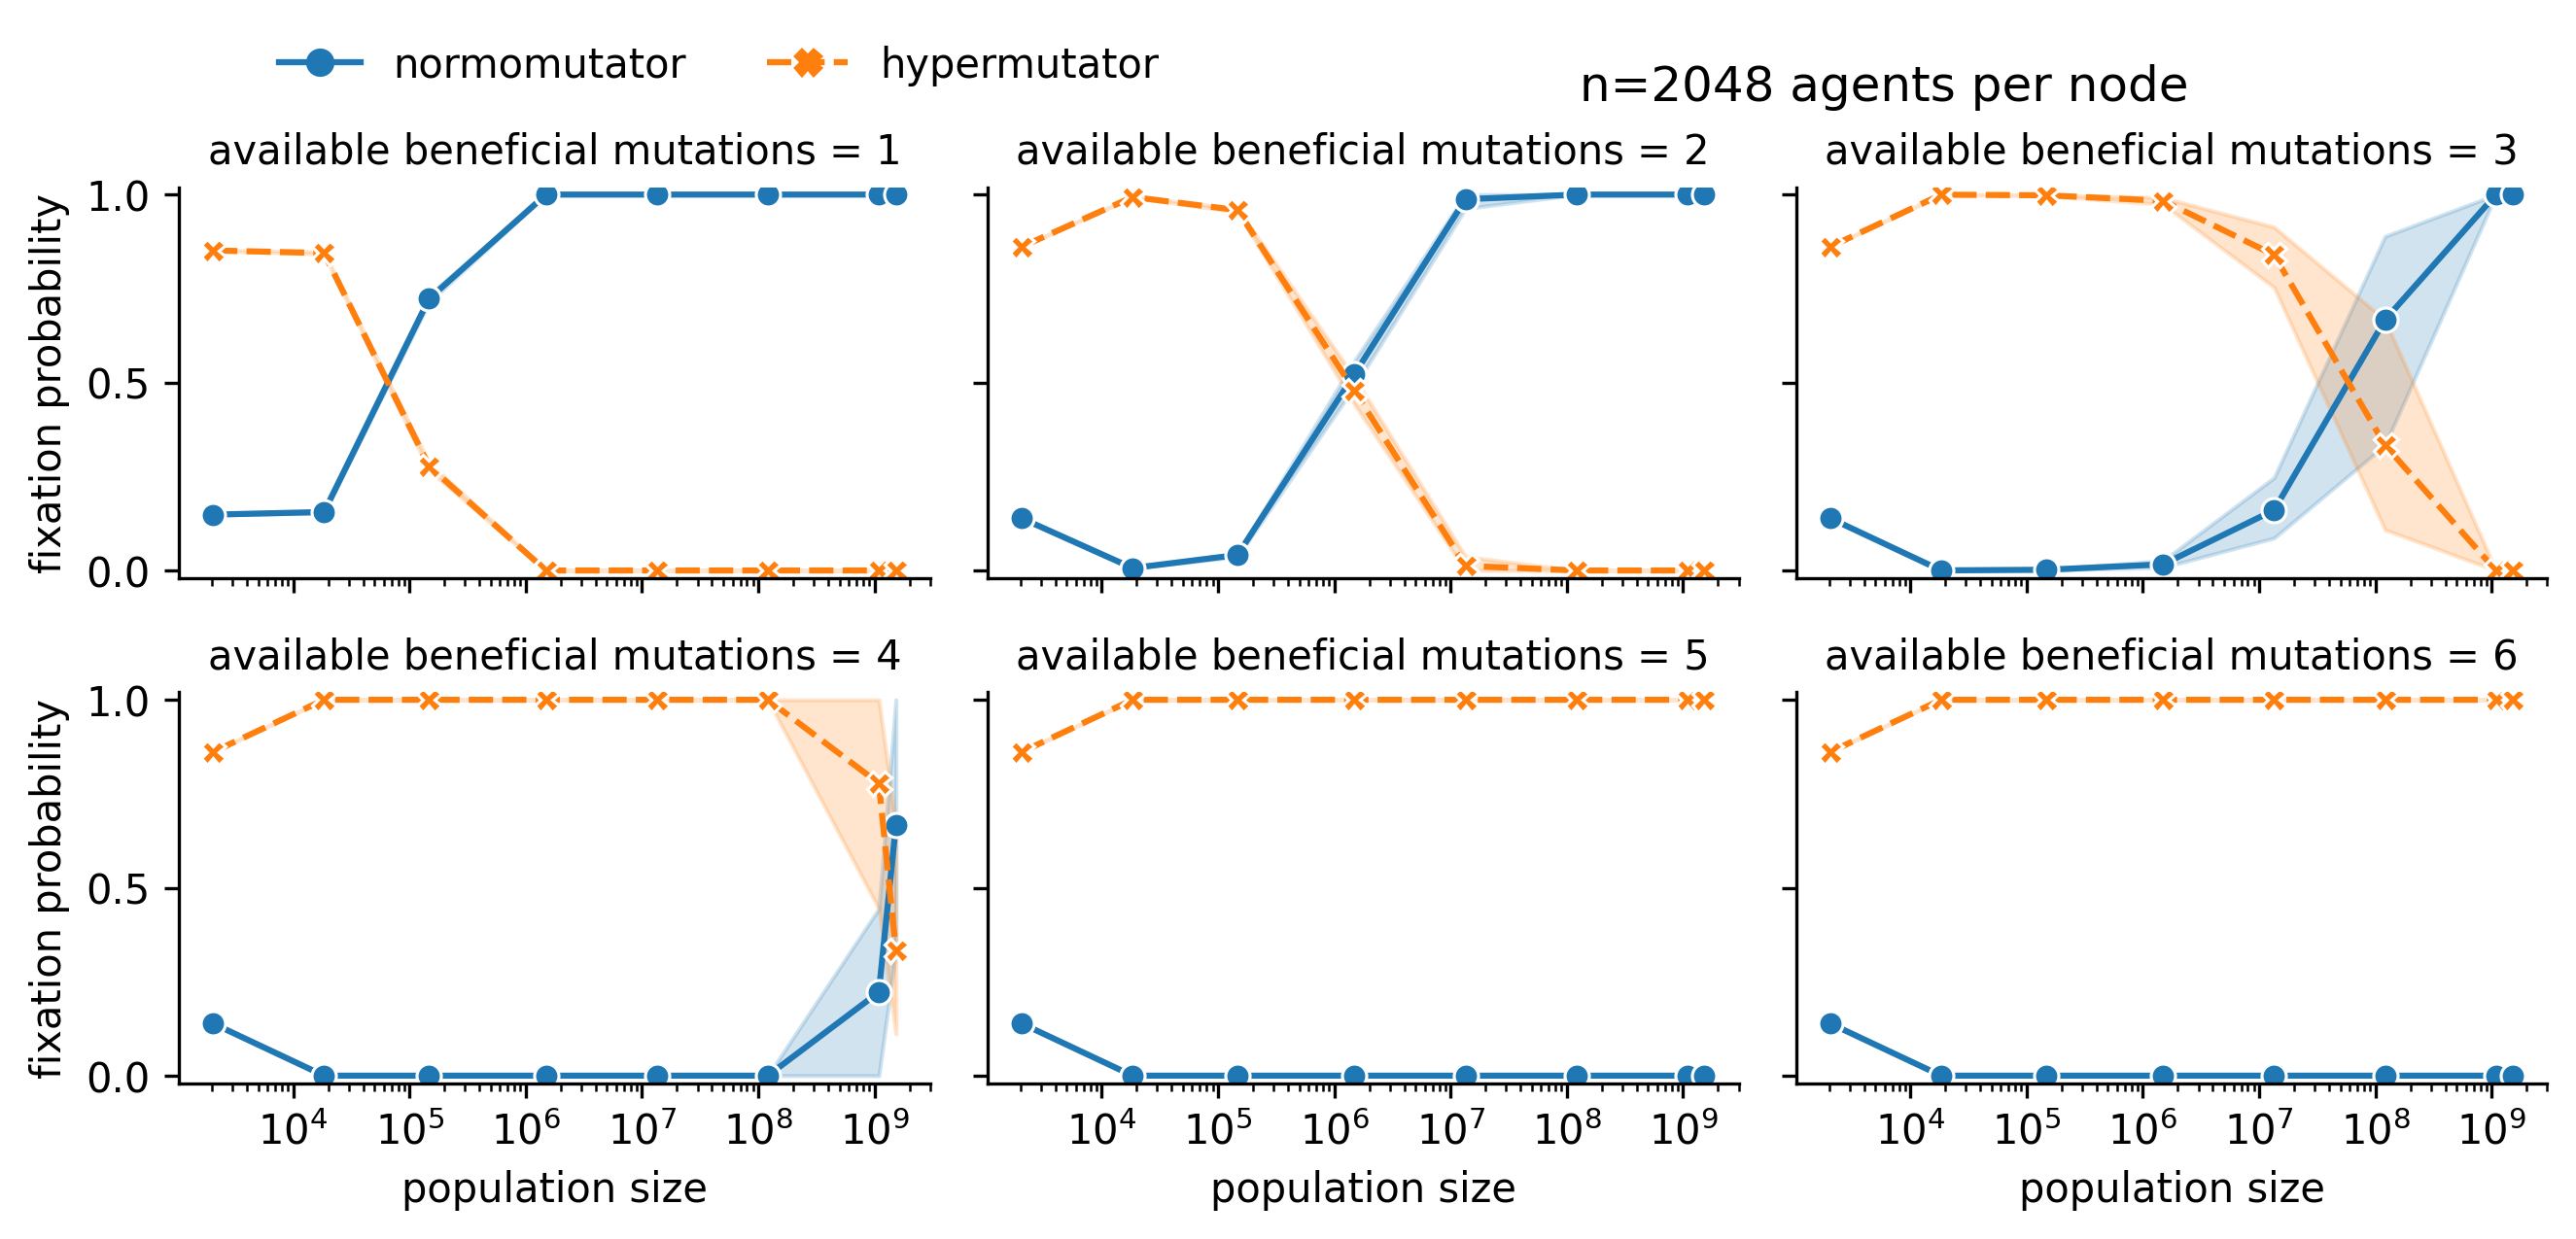 normomutator
hypermutator
n=2048 agents per node
available beneficial mutations = 1
available beneficial mutations = 2
available beneficial mutations = 3
fixation probability
1.0
0.5
0.0
available beneficial mutations = 4
available beneficial mutations = 5
available beneficial mutations = 6
fixation probability
1.0
0.5
0.0
10⁴ 10⁵ 10⁶ 10⁷ 10⁸ 10⁹
10⁴ 10⁵ 10⁶ 10⁷ 10⁸ 10⁹
10⁴ 10⁵ 10⁶ 10⁷ 10⁸ 10⁹
population size
population size
population size